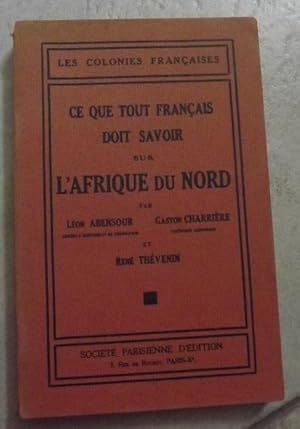 LES COLONIES FRANÇAISES
CE QUE TOUT FRANÇAIS
DOIT SAVOIR
SUR
L'AFRIQUE DU NORD
PAR
LÉON ABENSOUR GASTON CHARRIÈRE
ET
RENÉ THÉVENIN
SOCIÉTÉ PARISIENNE D'ÉDITION
PARIS-Xe